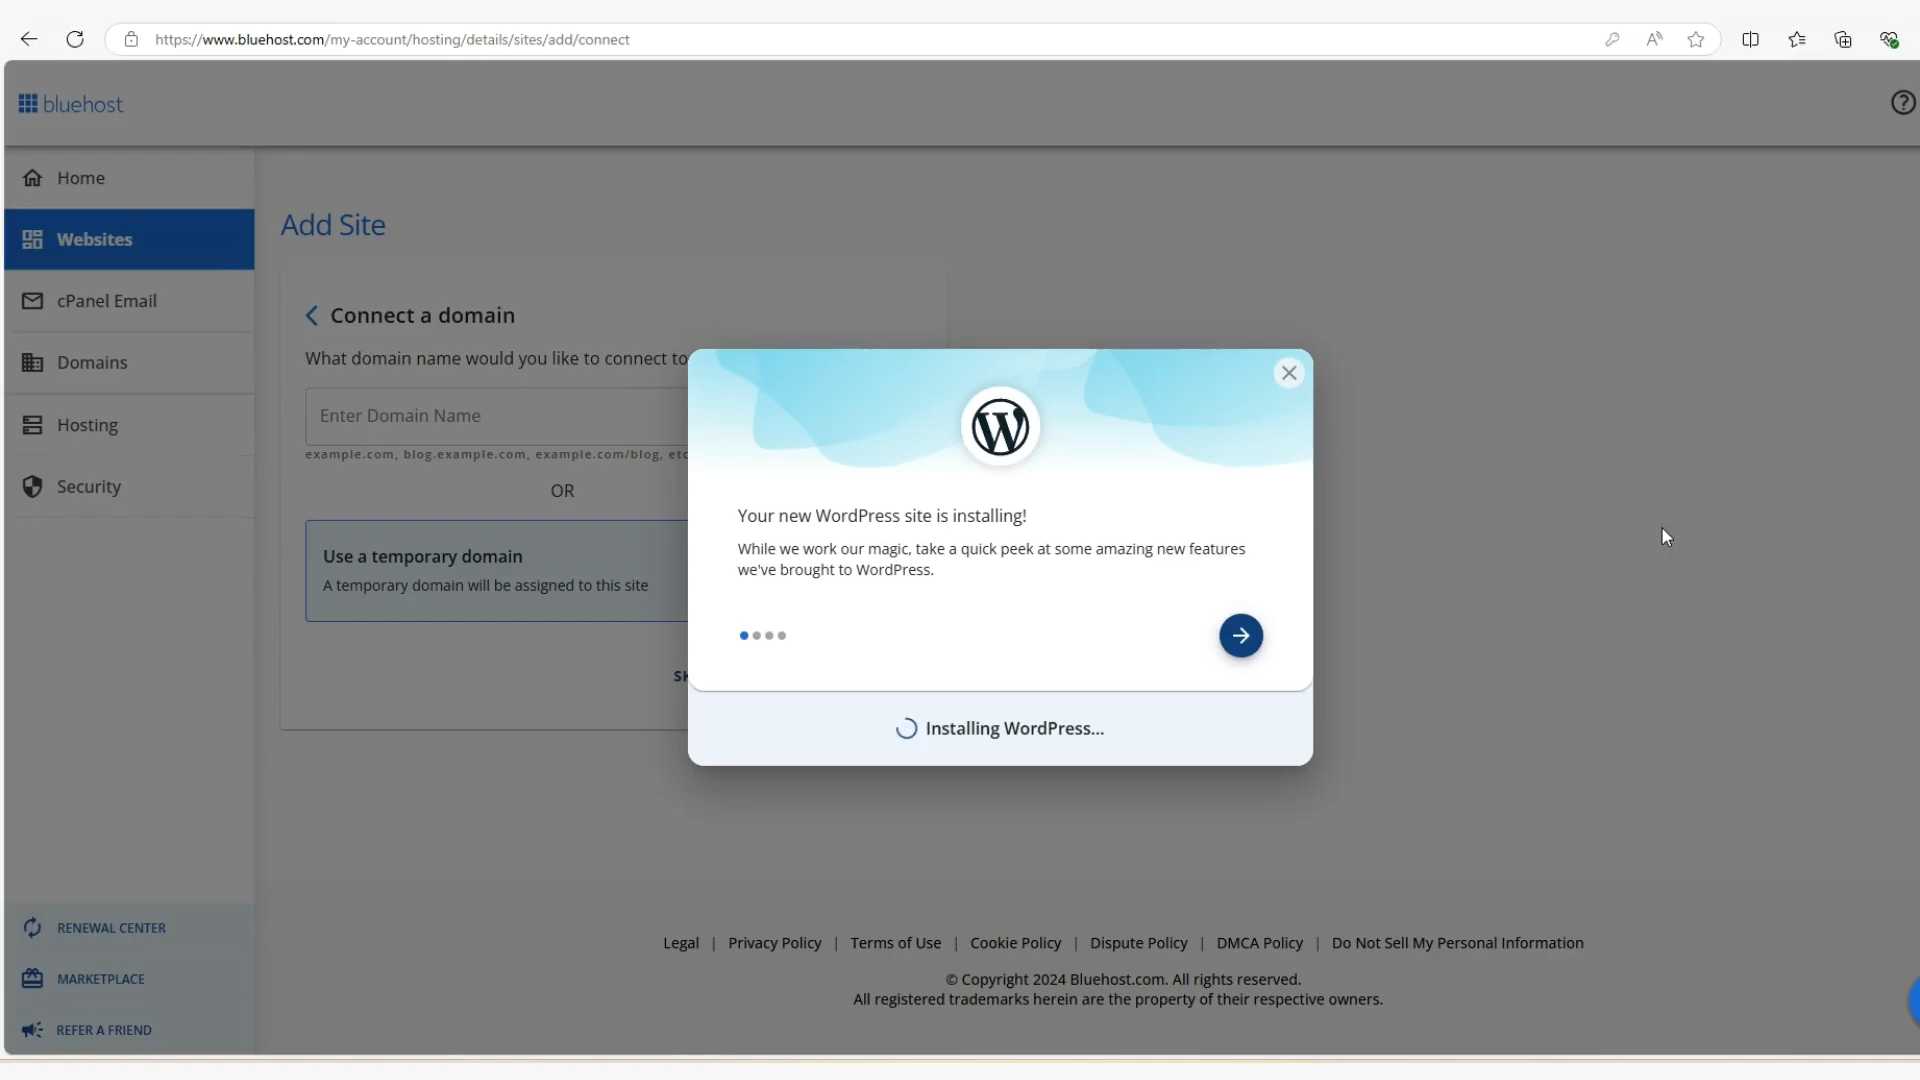 https://www.bluehost.com/my-account/hosting/details/sites/add/connect
bluehost
Home
Websites
cPanel Email
Domains
Hosting
Security
RENEWAL CENTER
MARKETPLACE
REFER A FRIEND
Add Site
Connect a domain
What domain name would you like to connect to
Enter Domain Name
example.com, blog.example.com, example.com/blog, etc
OR
Use a temporary domain
A temporary domain will be assigned to this site
Your new WordPress site is installing!
While we work our magic, take a quick peek at some amazing new features
we've brought to WordPress.
Installing WordPress...
Legal | Privacy Policy | Terms of Use | Cookie Policy | Dispute Policy | DMCA Policy | Do Not Sell My Personal Information
© Copyright 2024 Bluehost.com. All rights reserved.
All registered trademarks herein are the property of their respective owners.